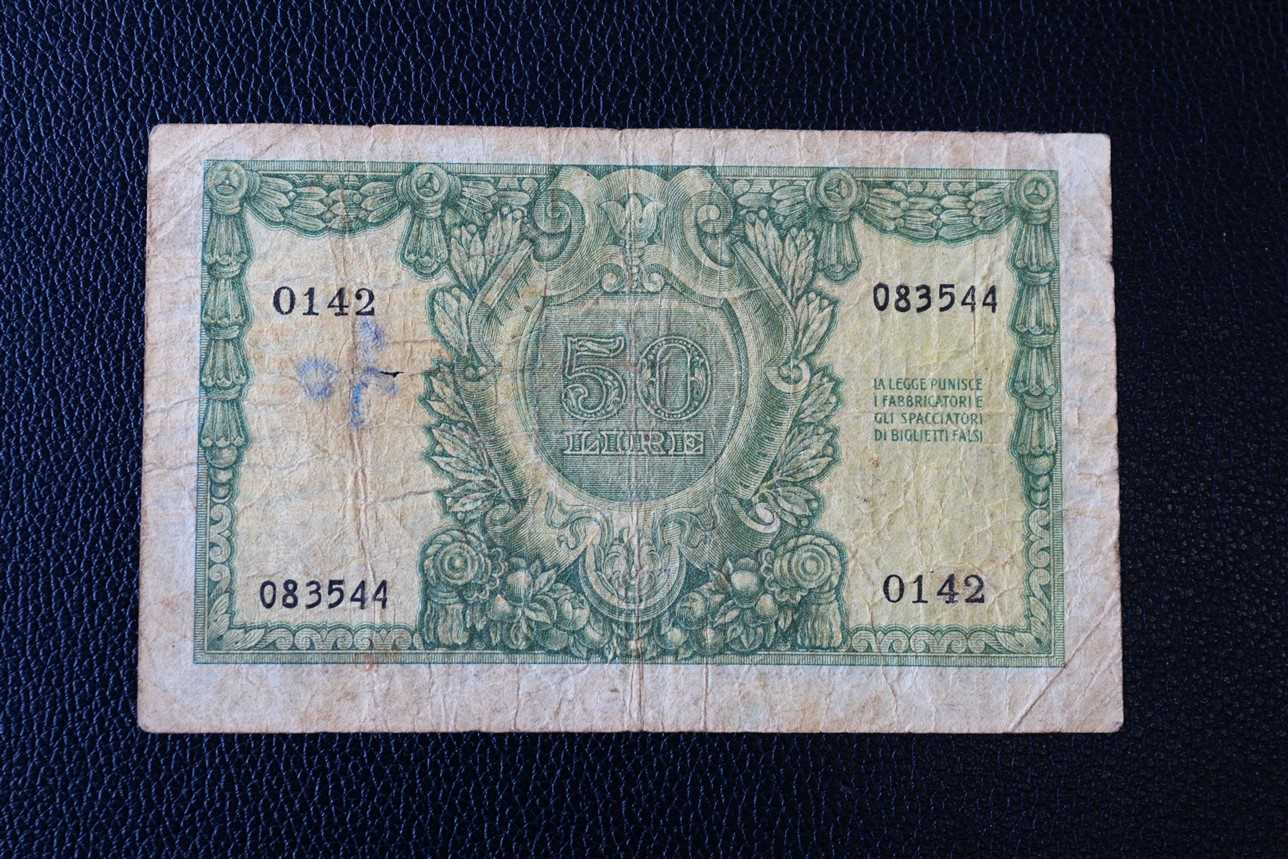 0142
083544
50
LIRE
LA LEGGE PUNISCE
I FABBRICATORI E
GLI SPACCIATORI
DI BIGLIETTI FALSI
083544
0142